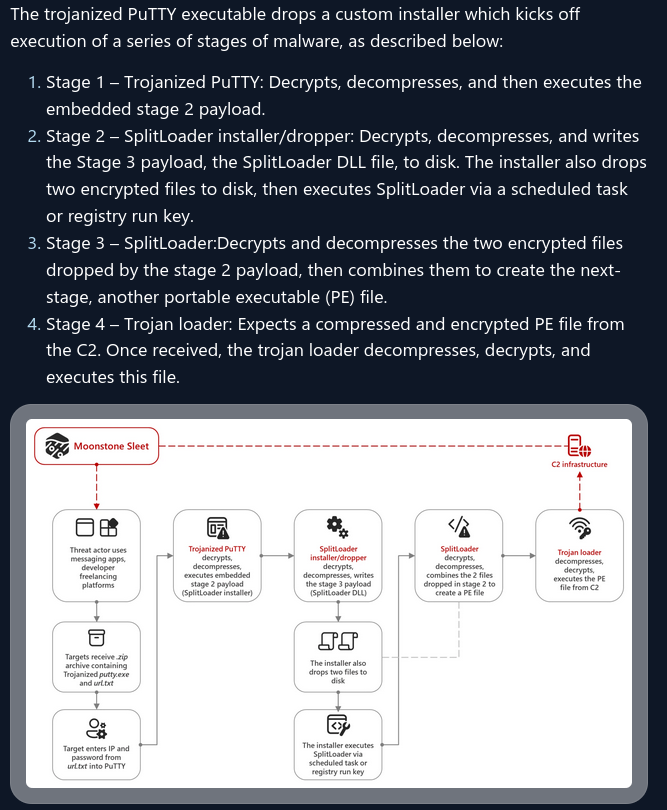 The trojanized PuTTY executable drops a custom installer which kicks off
execution of a series of stages of malware, as described below:
1. Stage 1 – Trojanized PuTTY: Decrypts, decompresses, and then executes the
embedded stage 2 payload.
2. Stage 2 – SplitLoader installer/dropper: Decrypts, decompresses, and writes
the Stage 3 payload, the SplitLoader DLL file, to disk. The installer also drops
two encrypted files to disk, then executes SplitLoader via a scheduled task
or registry run key.
3. Stage 3 – SplitLoader:Decrypts and decompresses the two encrypted files
dropped by the stage 2 payload, then combines them to create the next-
stage, another portable executable (PE) file.
4. Stage 4 – Trojan loader: Expects a compressed and encrypted PE file from
the C2. Once received, the trojan loader decompresses, decrypts, and
executes this file.
Moonstone Sleet
C2 infrastructure
Threat actor uses
messaging apps,
developer
freelancing
platforms
Targets receive .zip
archive containing
Trojanized putty.exe
and url.txt
Target enters IP and
password from
url.txt into PuTTY
Trojanized PuTTY
decrypts,
decompresses,
executes embedded
stage 2 payload
(SplitLoader installer)
SplitLoader
installer/dropper
decrypts,
decompresses, writes
the stage 3 payload
(SplitLoader DLL)
The installer also
drops two files to
disk
The installer executes
SplitLoader via
scheduled task or
registry run key
SplitLoader
decrypts,
decompresses,
combines the 2 files
dropped in stage 2 to
create a PE file
Trojan loader
decompresses,
decrypts,
executes the PE
file from C2